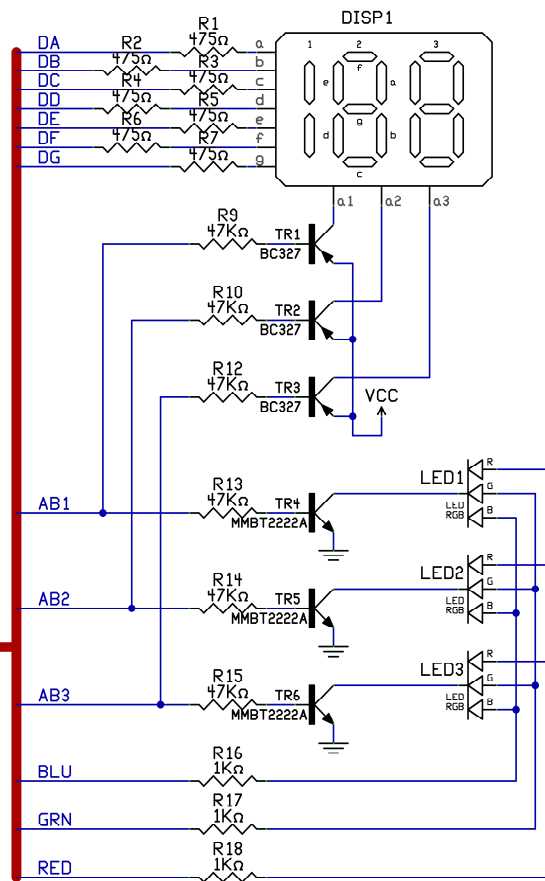 DISP1
DA
R1
475Ω
a
DB
R2
475Ω
b
DC
R3
475Ω
c
DD
R4
475Ω
d
DE
R5
475Ω
e
DF
R6
475Ω
f
DG
R7
475Ω
g
1 2 3
f
e a
g
d b
c
a1 a2 a3
R9
47KΩ
TR1
BC327
R10
47KΩ
TR2
BC327
R12
47KΩ
TR3
BC327
VCC
AB1
R13
47KΩ
TR4
MMBT2222A
LED1
LED
RGB
R
G
B
AB2
R14
47KΩ
TR5
MMBT2222A
LED2
LED
RGB
R
G
B
AB3
R15
47KΩ
TR6
MMBT2222A
LED3
LED
RGB
R
G
B
BLU
R16
1KΩ
GRN
R17
1KΩ
RED
R18
1KΩ